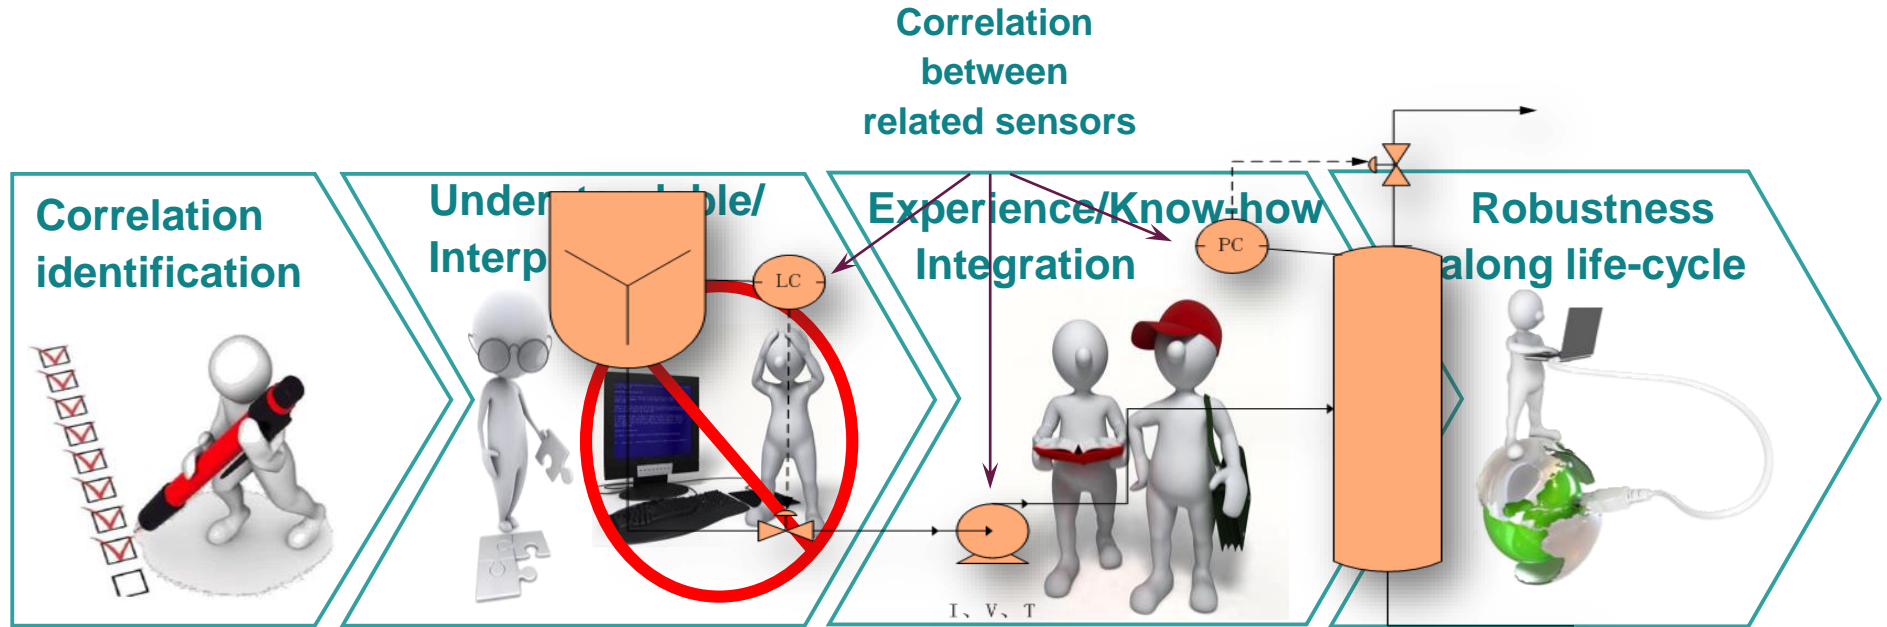 Correlation
between
related sensors
Correlation
identification
Interp
Experience/Know-how
Integration
Robustness
along life-cycle
LC
PC
I、V、T